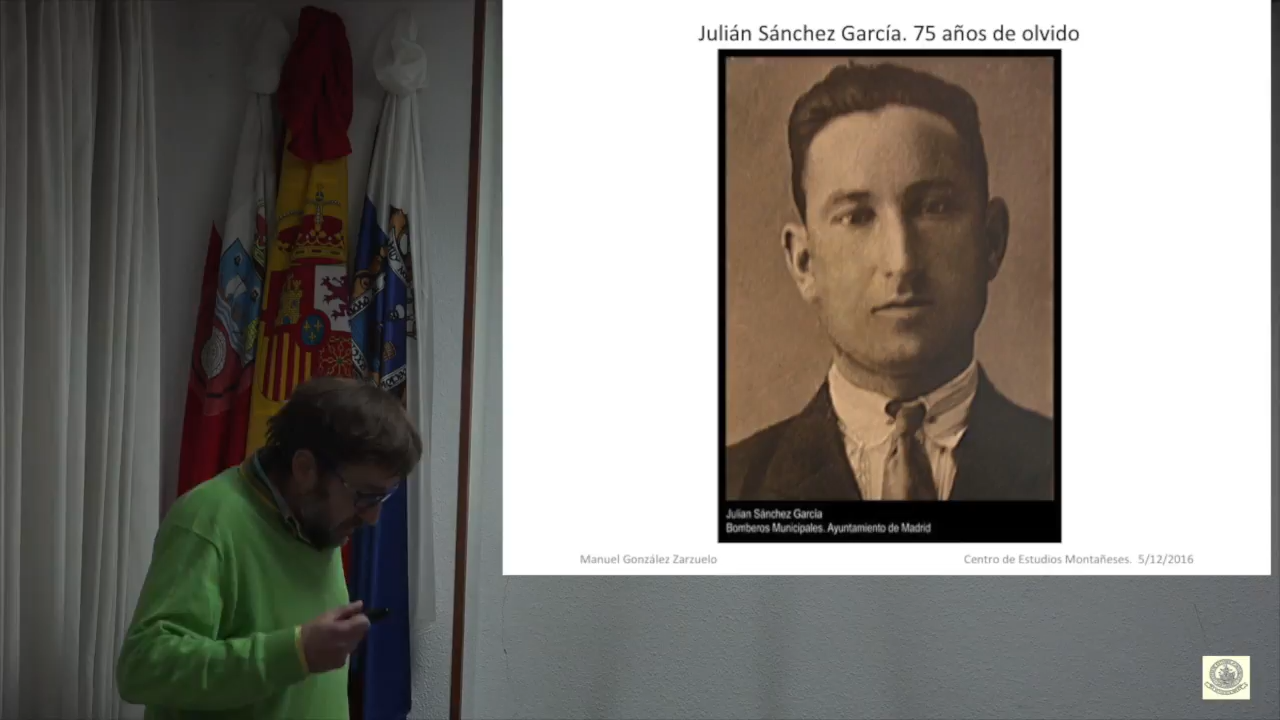 Julián Sánchez García. 75 años de olvido
Julian Sánchez García
Bomberos Municipales. Ayuntamiento de Madrid
Manuel González Zarzuelo
Centro de Estudios Montañeses. 5/12/2016